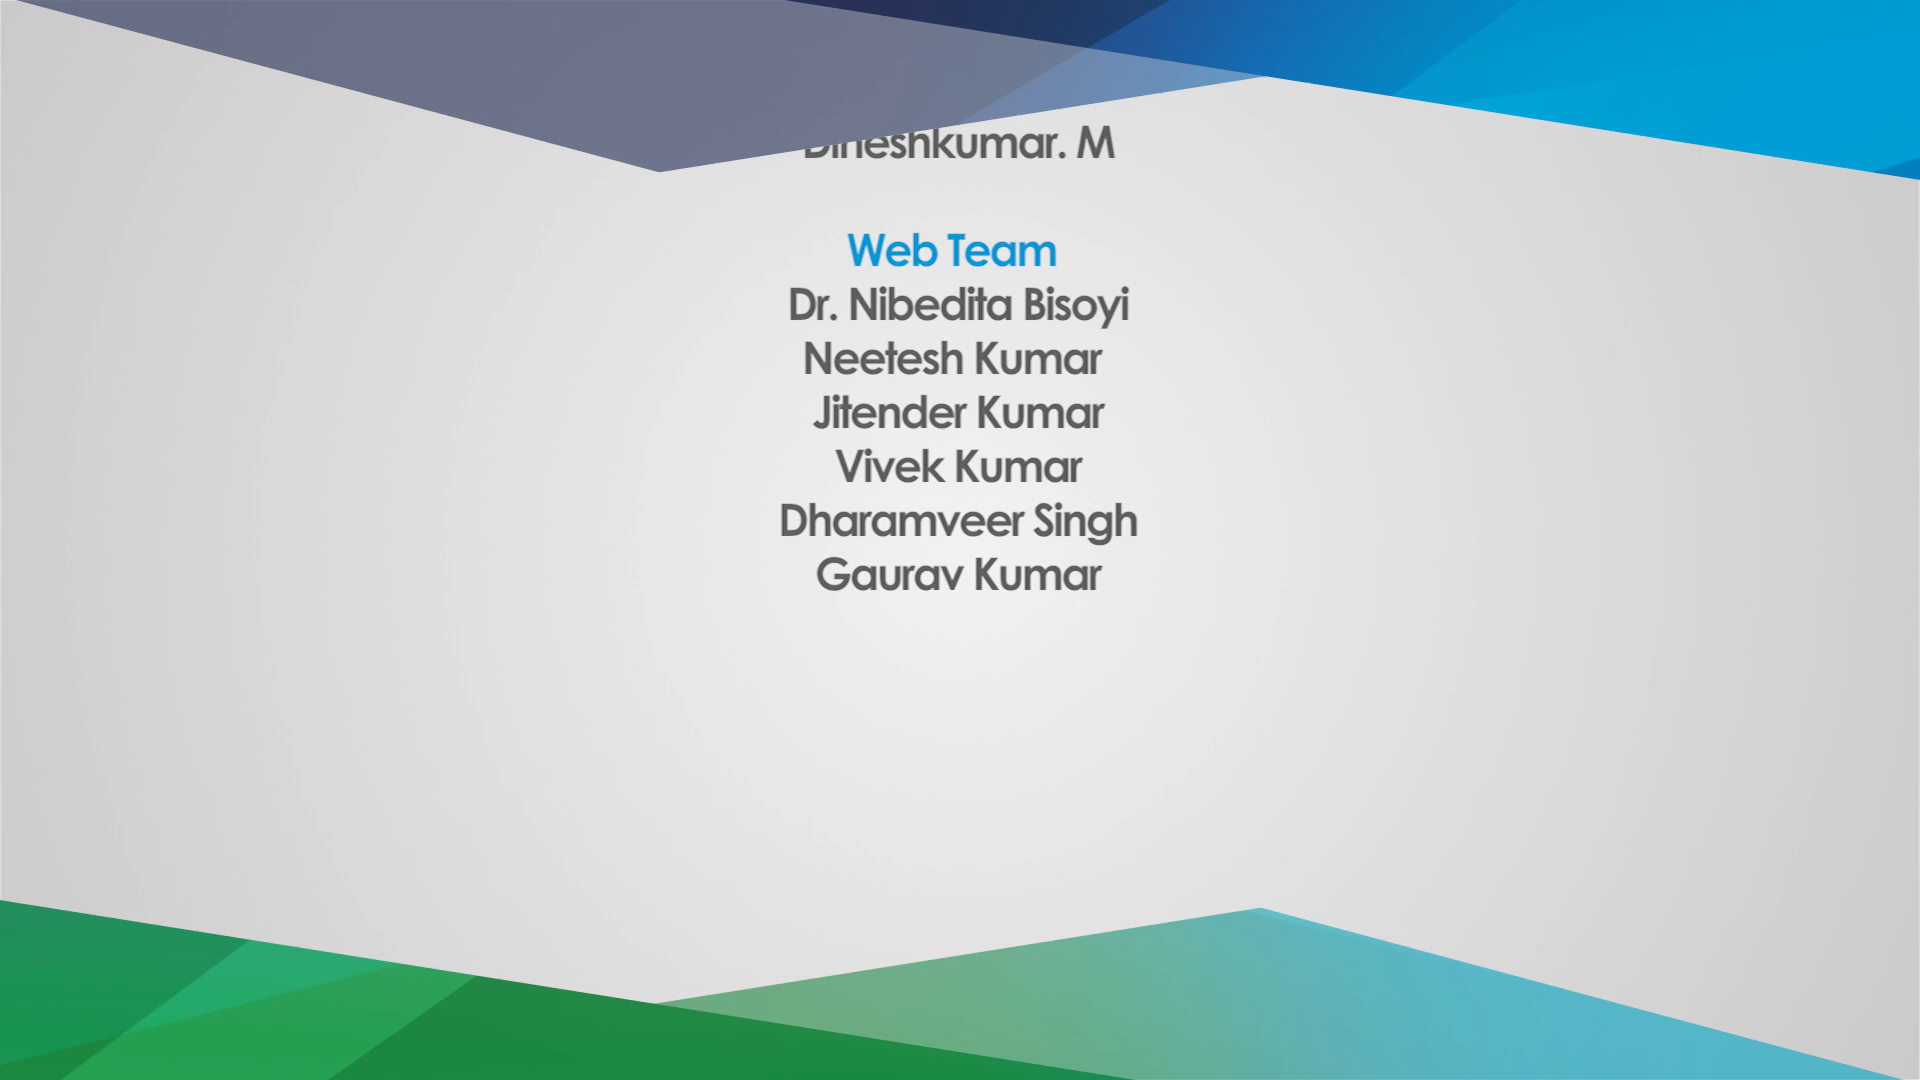 Dineshkumar. M
Web Team
Dr. Nibedita Bisoyi
Neetesh Kumar
Jitender Kumar
Vivek Kumar
Dharamveer Singh
Gaurav Kumar